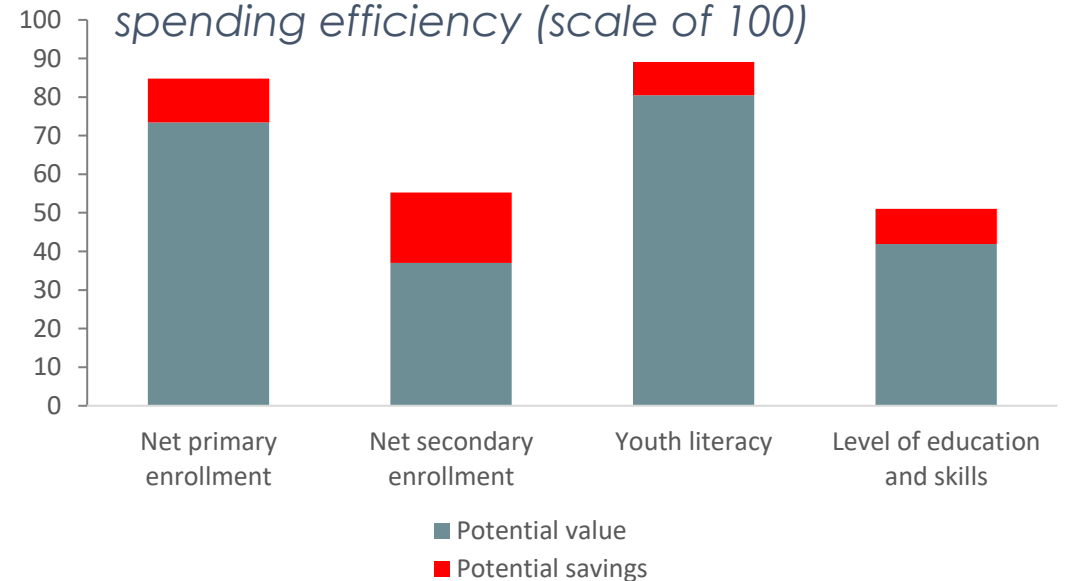 spending efficiency (scale of 100)
100
90
80
70
60
50
40
30
20
10
0
Net primary
enrollment
Net secondary
enrollment
Youth literacy
Level of education
and skills
Potential value
Potential savings